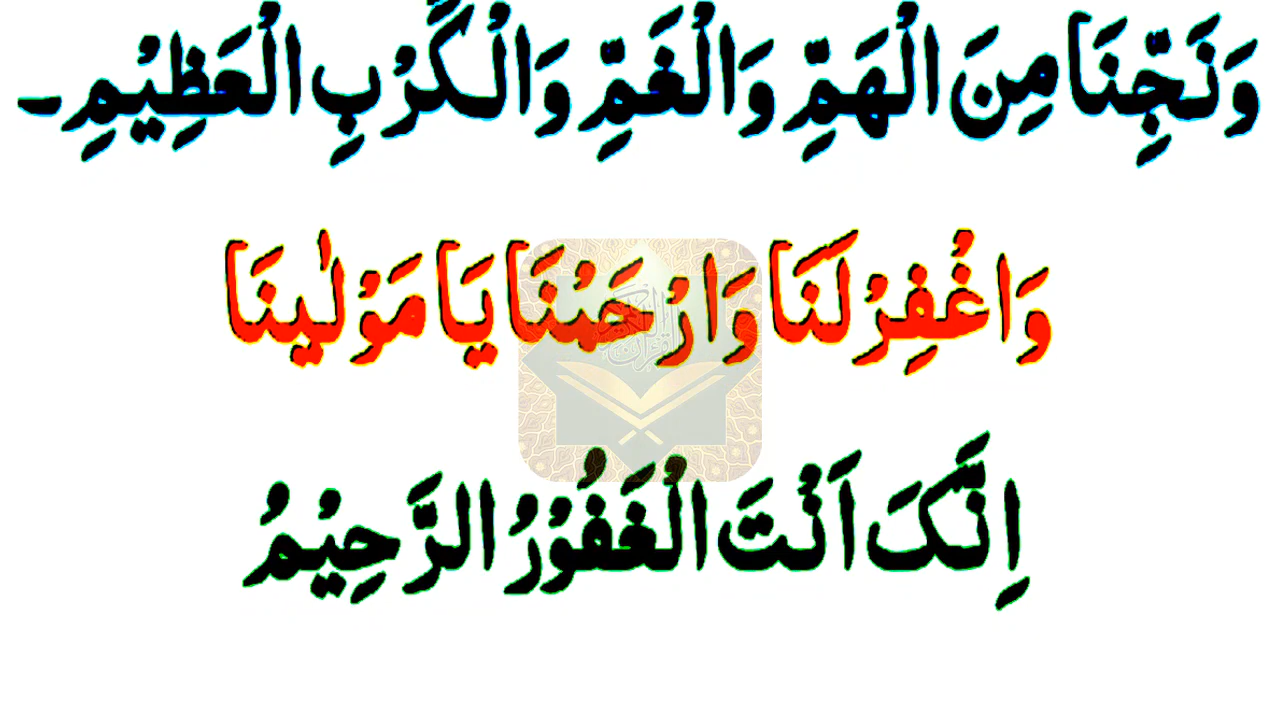 وَنَجِّنَا مِنَ الْهَمِّ وَالْغَمِّ وَالْكَرْبِ الْعَظِيْمِ۔
وَاغْفِرْلَنَا وَارْحَمْنَا يَا مَوْلٰينَا
اِنَّكَ اَنْتَ الْغَفُوْرُ الرَّحِيْمُ